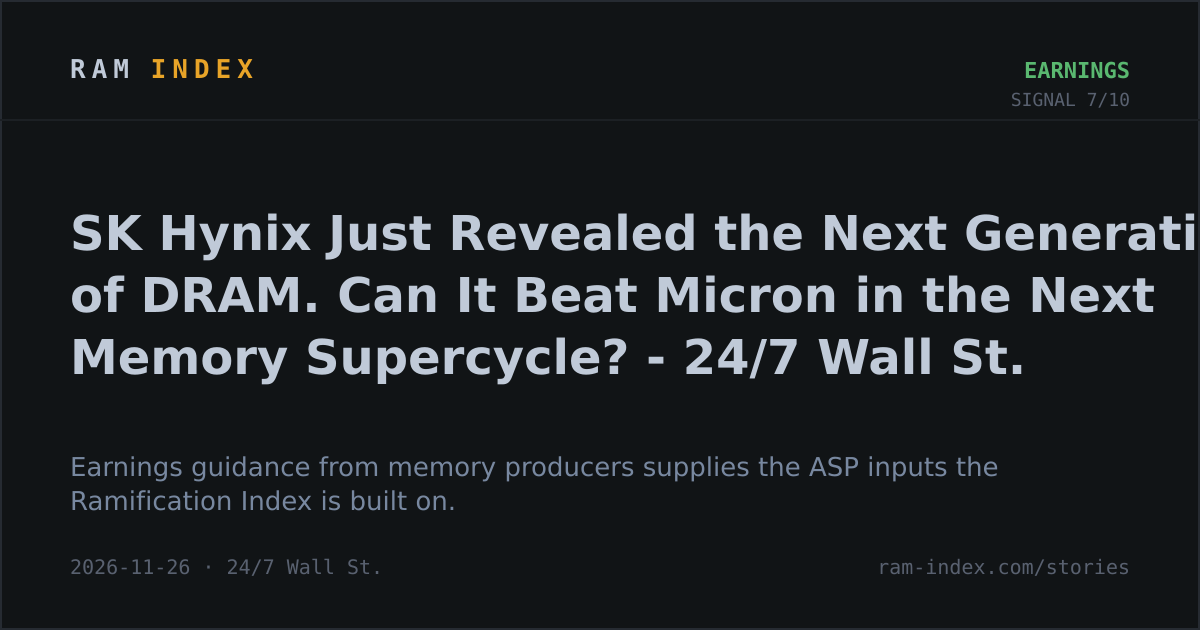 RAM INDEX
EARNINGS
SIGNAL 7/10
SK Hynix Just Revealed the Next Generati
of DRAM. Can It Beat Micron in the Next
Memory Supercycle? - 24/7 Wall St.
Earnings guidance from memory producers supplies the ASP inputs the
Ramification Index is built on.
2026-11-26 · 24/7 Wall St.
ram-index.com/stories